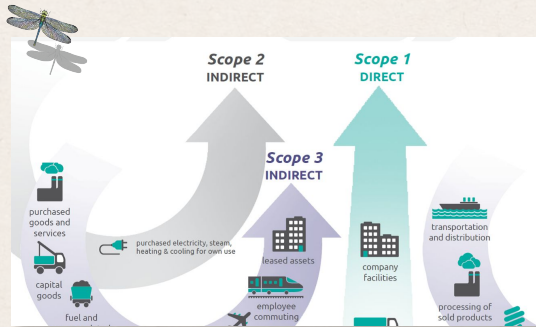 Scope 2
INDIRECT
Scope 1
DIRECT
Scope 3
INDIRECT
purchased
goods and
services
capital
goods
fuel and
purchased electricity, steam,
heating & cooling for own use
leased assets
employee
commuting
company
facilities
transportation
and distribution
processing of
sold products